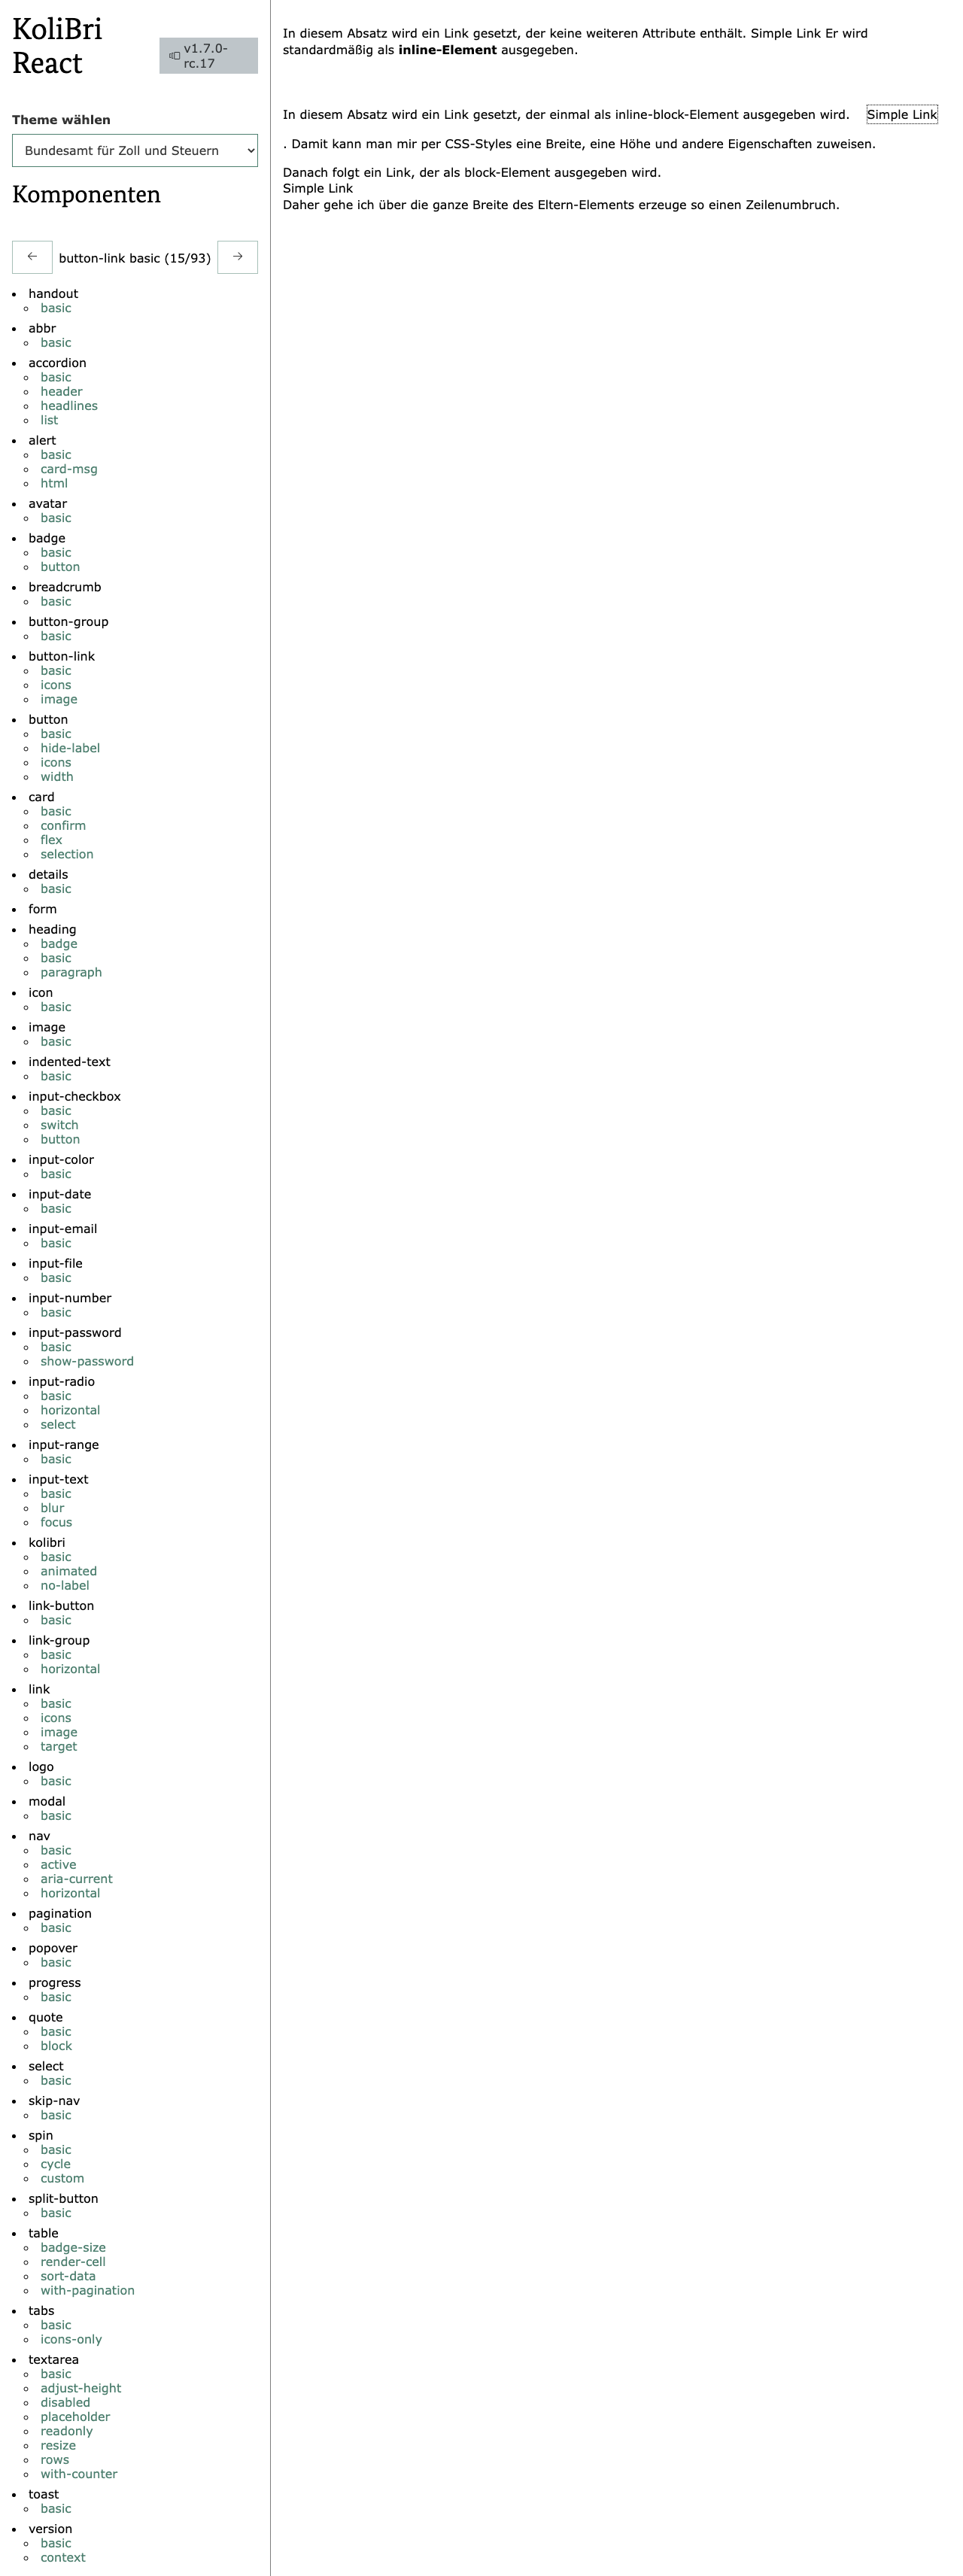 KoliBri
React
v1.7.0-
rc.17
Theme wählen
Bundesamt für Zoll und Steuern
Komponenten
← button-link basic (15/93) →
handout
basic
abbr
basic
accordion
basic
header
headlines
list
alert
basic
card-msg
html
avatar
basic
badge
basic
button
breadcrumb
basic
button-group
basic
button-link
basic
icons
image
button
basic
hide-label
icons
width
card
basic
confirm
flex
selection
details
basic
form
heading
badge
basic
paragraph
icon
basic
image
basic
indented-text
basic
input-checkbox
basic
switch
button
input-color
basic
input-date
basic
input-email
basic
input-file
basic
input-number
basic
input-password
basic
show-password
input-radio
basic
horizontal
select
input-range
basic
input-text
basic
blur
focus
kolibri
basic
animated
no-label
link-button
basic
link-group
basic
horizontal
link
basic
icons
image
target
logo
basic
modal
basic
nav
basic
active
aria-current
horizontal
pagination
basic
popover
basic
progress
basic
quote
basic
block
select
basic
skip-nav
basic
spin
basic
cycle
custom
split-button
basic
table
badge-size
render-cell
sort-data
with-pagination
tabs
basic
icons-only
textarea
basic
adjust-height
disabled
placeholder
readonly
resize
rows
with-counter
toast
basic
version
basic
context
In diesem Absatz wird ein Link gesetzt, der keine weiteren Attribute enthält. Simple Link Er wird
standardmäßig als inline-Element ausgegeben.
In diesem Absatz wird ein Link gesetzt, der einmal als inline-block-Element ausgegeben wird. Simple Link
. Damit kann man mir per CSS-Styles eine Breite, eine Höhe und andere Eigenschaften zuweisen.
Danach folgt ein Link, der als block-Element ausgegeben wird.
Simple Link
Daher gehe ich über die ganze Breite des Eltern-Elements erzeuge so einen Zeilenumbruch.